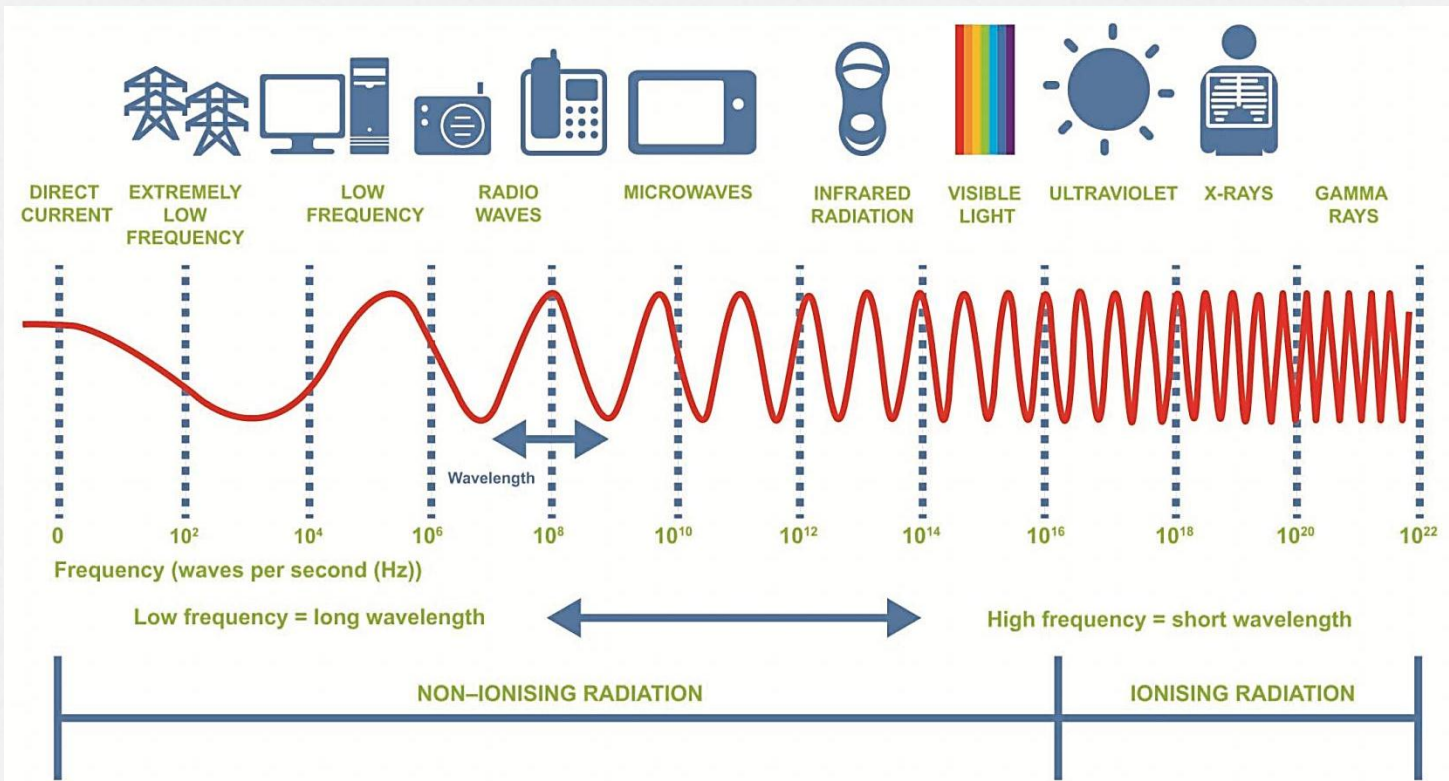 DIRECT
CURRENT
EXTREMELY
LOW
FREQUENCY
LOW
FREQUENCY
RADIO
WAVES
MICROWAVES
INFRARED
RADIATION
VISIBLE
LIGHT
ULTRAVIOLET
X-RAYS
GAMMA
RAYS
Wavelength
0 10² 10⁴ 10⁶ 10⁸ 10¹⁰ 10¹² 10¹⁴ 10¹⁶ 10¹⁸ 10²⁰ 10²²
Frequency (waves per second (Hz))
Low frequency = long wavelength
High frequency = short wavelength
NON–IONISING RADIATION
IONISING RADIATION